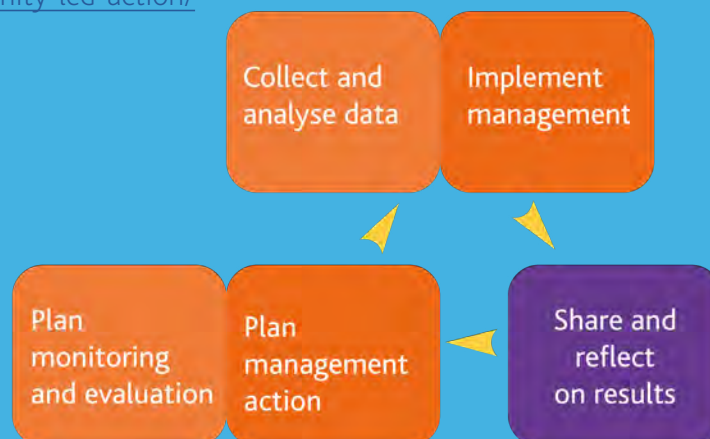 Collect and
analyse data
Implement
management
Plan
monitoring
and evaluation
Plan
management
action
Share and
reflect
on results